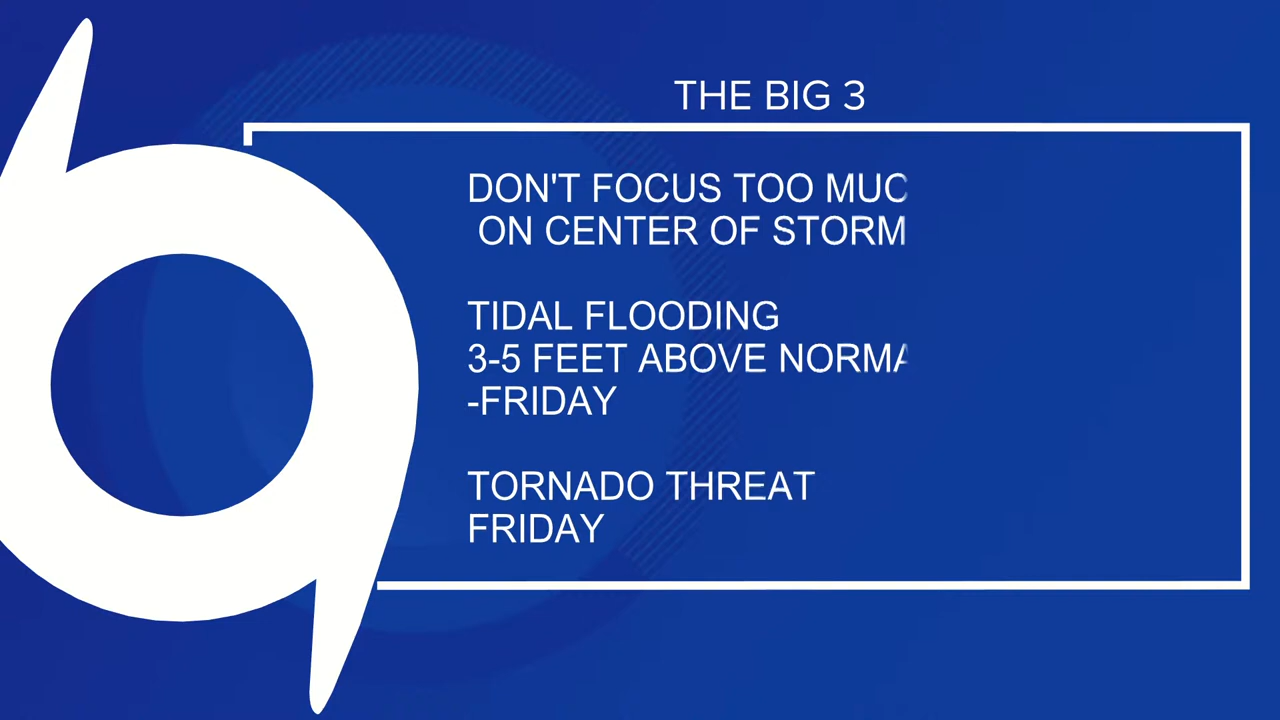 THE BIG 3
DON'T FOCUS TOO MUC
ON CENTER OF STORM
TIDAL FLOODING
3-5 FEET ABOVE NORMA
-FRIDAY
TORNADO THREAT
FRIDAY